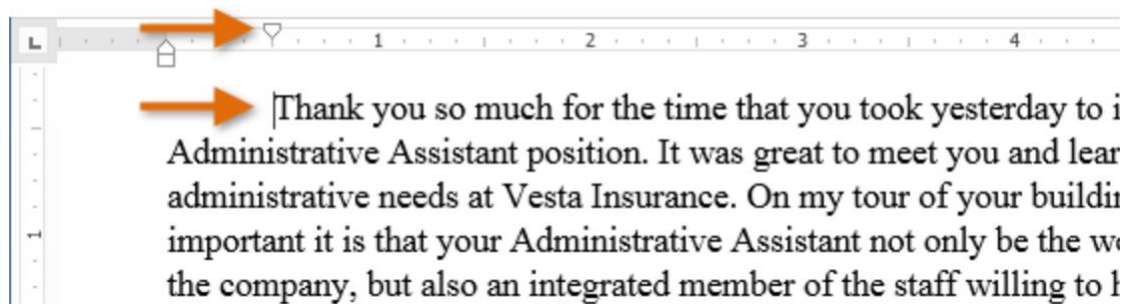 L 1 2 3 4
Thank you so much for the time that you took yesterday to
Administrative Assistant position. It was great to meet you and
administrative needs at Vesta Insurance. On my tour of your
important it is that your Administrative Assistant not only be the
the company, but also an integrated member of the staff willing to
1